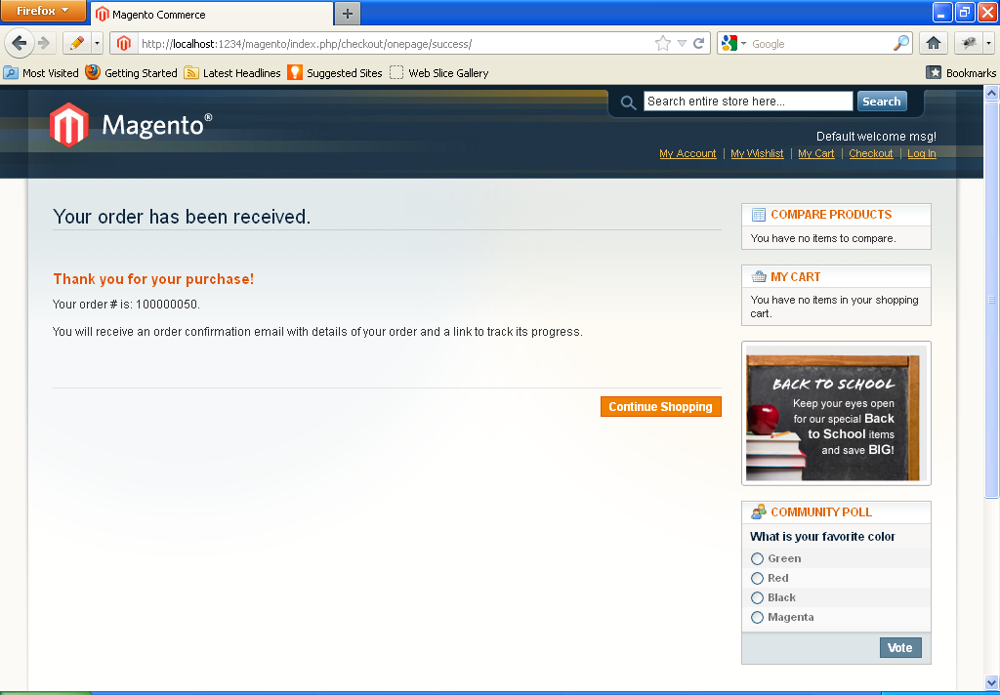 Firefox
Magento Commerce
http://localhost:1234/magento/index.php/checkout/onepage/success/
Google
Most Visited
Getting Started
Latest Headlines
Suggested Sites
Web Slice Gallery
Bookmarks
Magento®
Search entire store here...
Search
Default welcome msg!
My Account | My Wishlist | My Cart | Checkout | Log In
Your order has been received.
Thank you for your purchase!
Your order # is: 100000050.
You will receive an order confirmation email with details of your order and a link to track its progress.
Continue Shopping
COMPARE PRODUCTS
You have no items to compare.
MY CART
You have no items in your shopping
cart.
BACK TO SCHOOL
Keep your eyes open
for our special Back
to School items
and save BIG!
COMMUNITY POLL
What is your favorite color
Green
Red
Black
Magenta
Vote